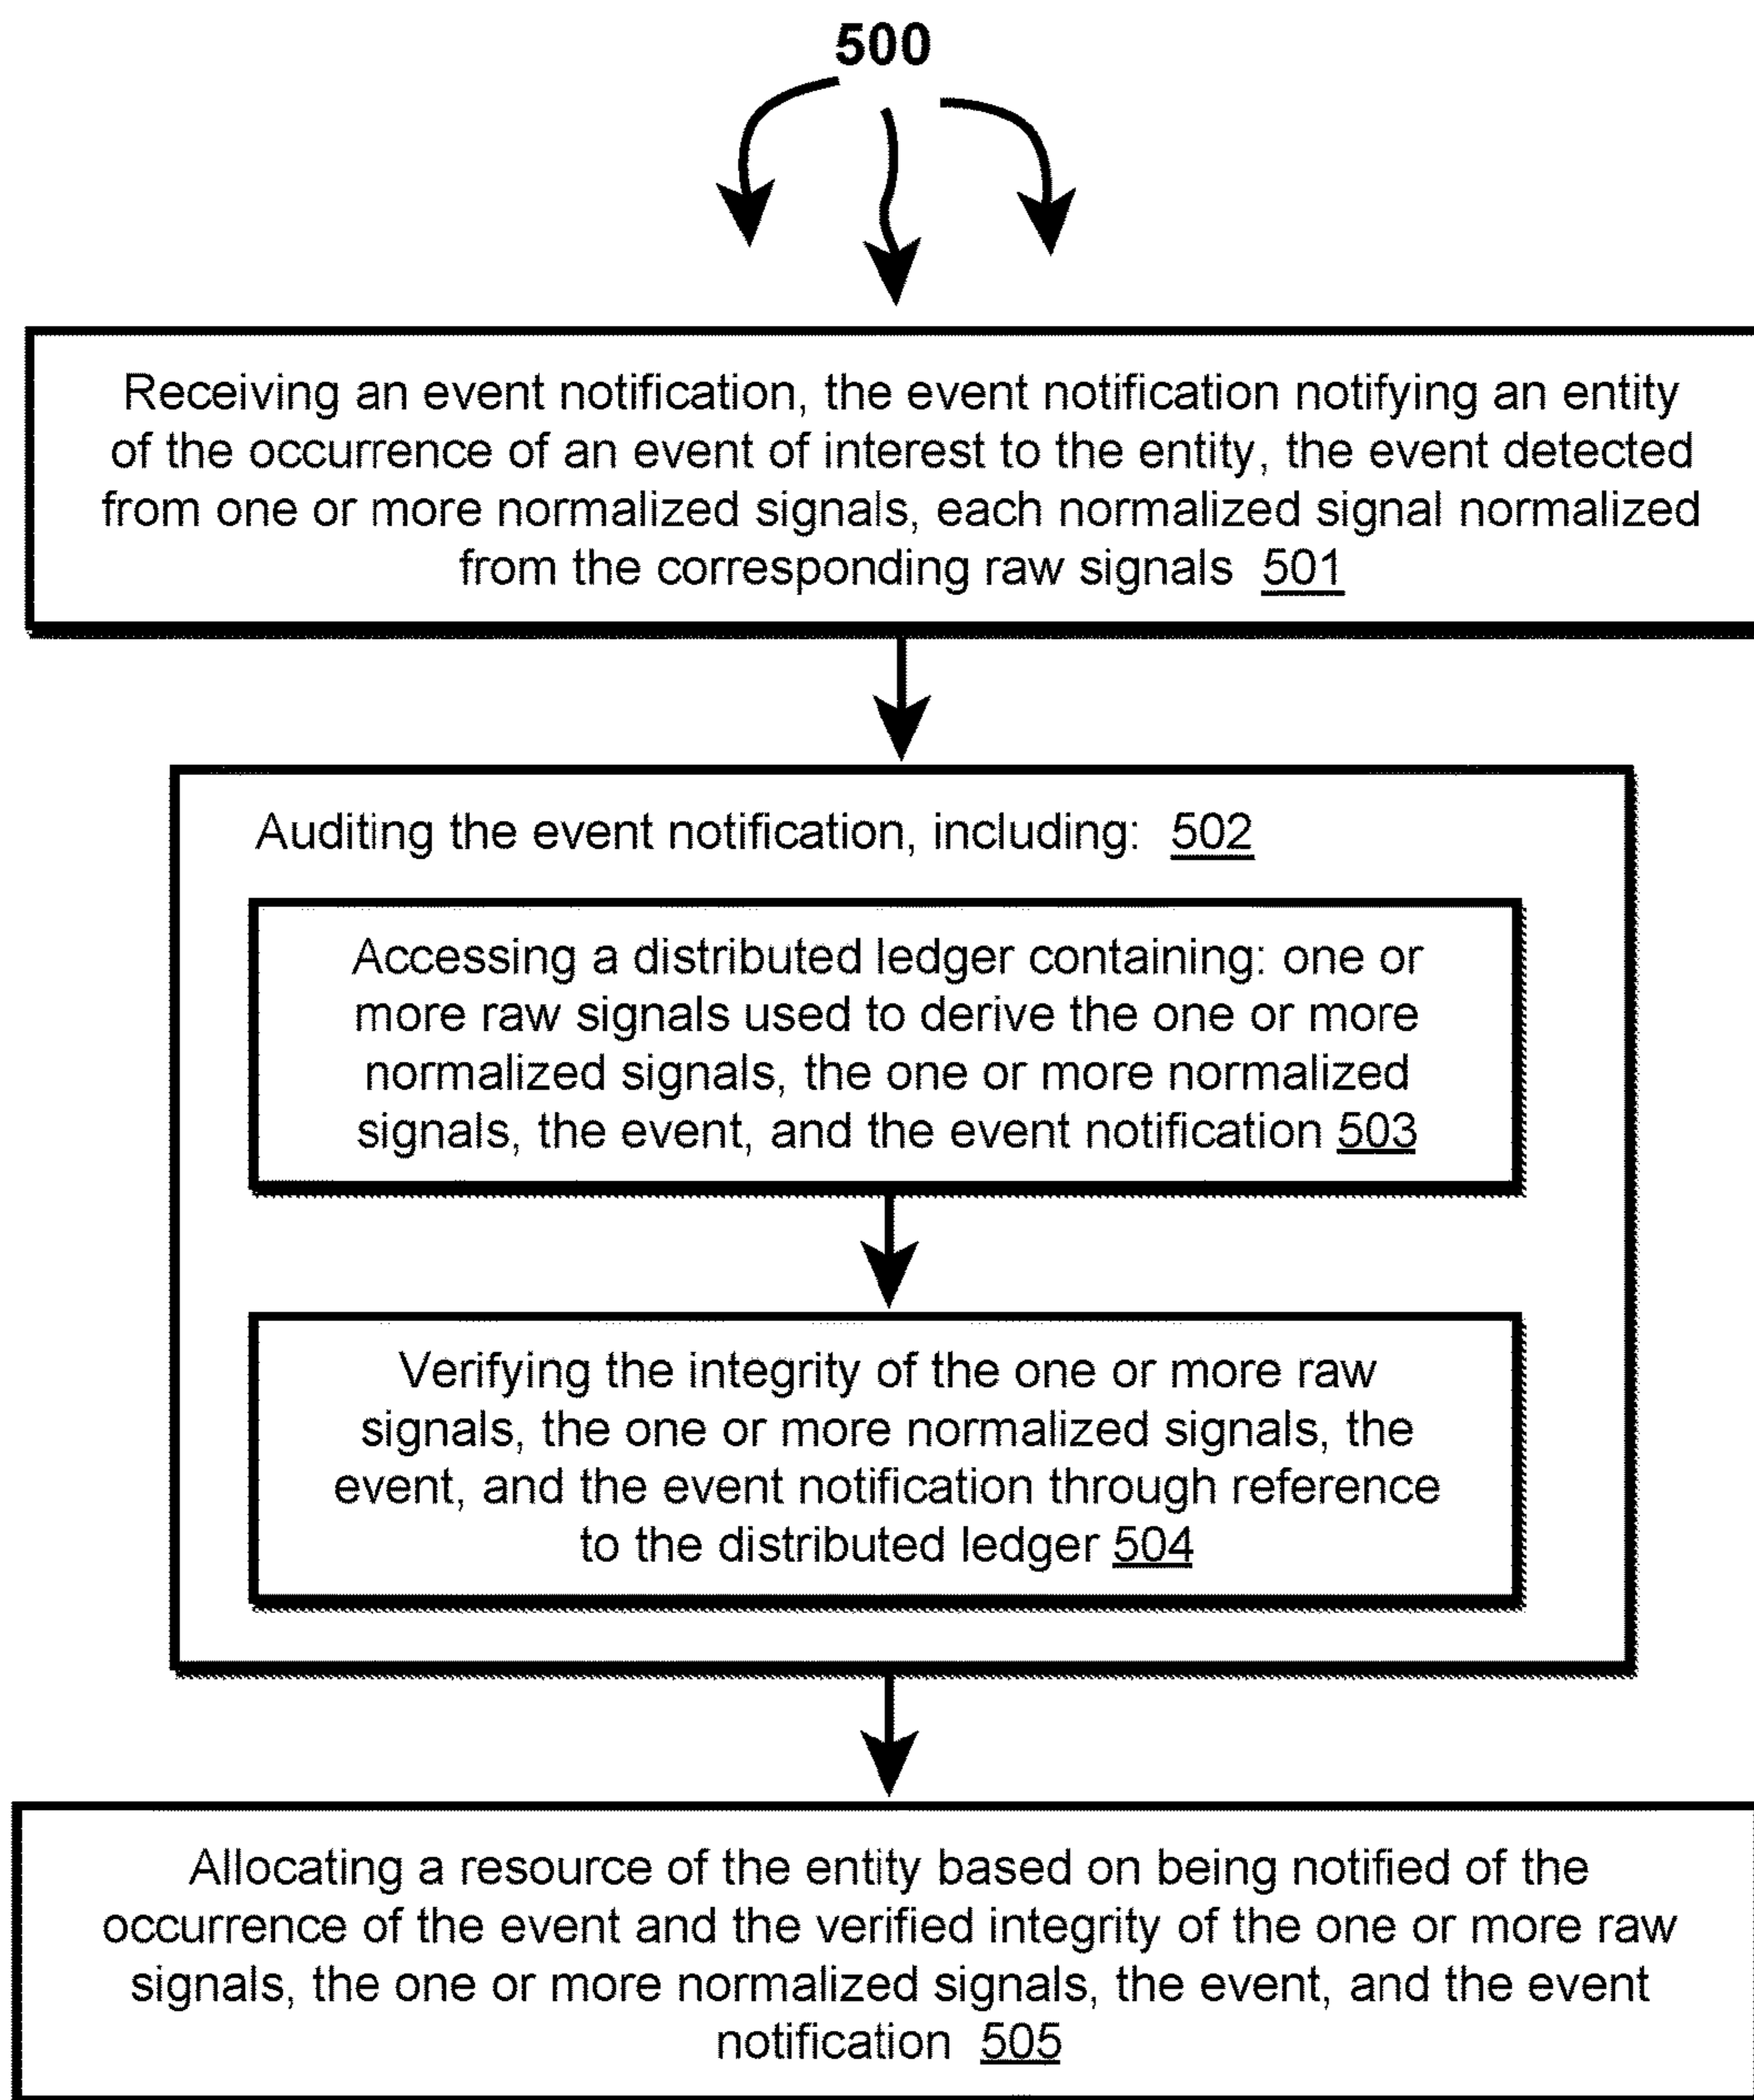 500
Receiving an event notification, the event notification notifying an entity
of the occurrence of an event of interest to the entity, the event detected
from one or more normalized signals, each normalized signal normalized
from the corresponding raw signals 501
Auditing the event notification, including: 502
Accessing a distributed ledger containing: one or
more raw signals used to derive the one or more
normalized signals, the one or more normalized
signals, the event, and the event notification 503
Verifying the integrity of the one or more raw
signals, the one or more normalized signals, the
event, and the event notification through reference
to the distributed ledger 504
Allocating a resource of the entity based on being notified of the
occurrence of the event and the verified integrity of the one or more raw
signals, the one or more normalized signals, the event, and the event
notification 505